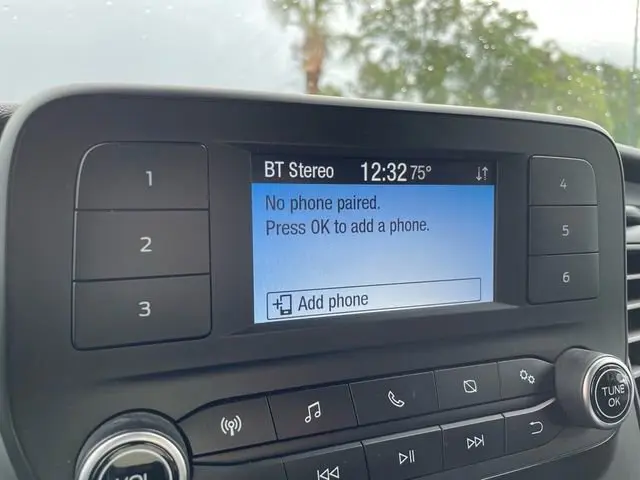 BT Stereo 12:32 75°
No phone paired.
Press OK to add a phone.
Add phone
1
2
3
4
5
6
TUNE
OK
VOL